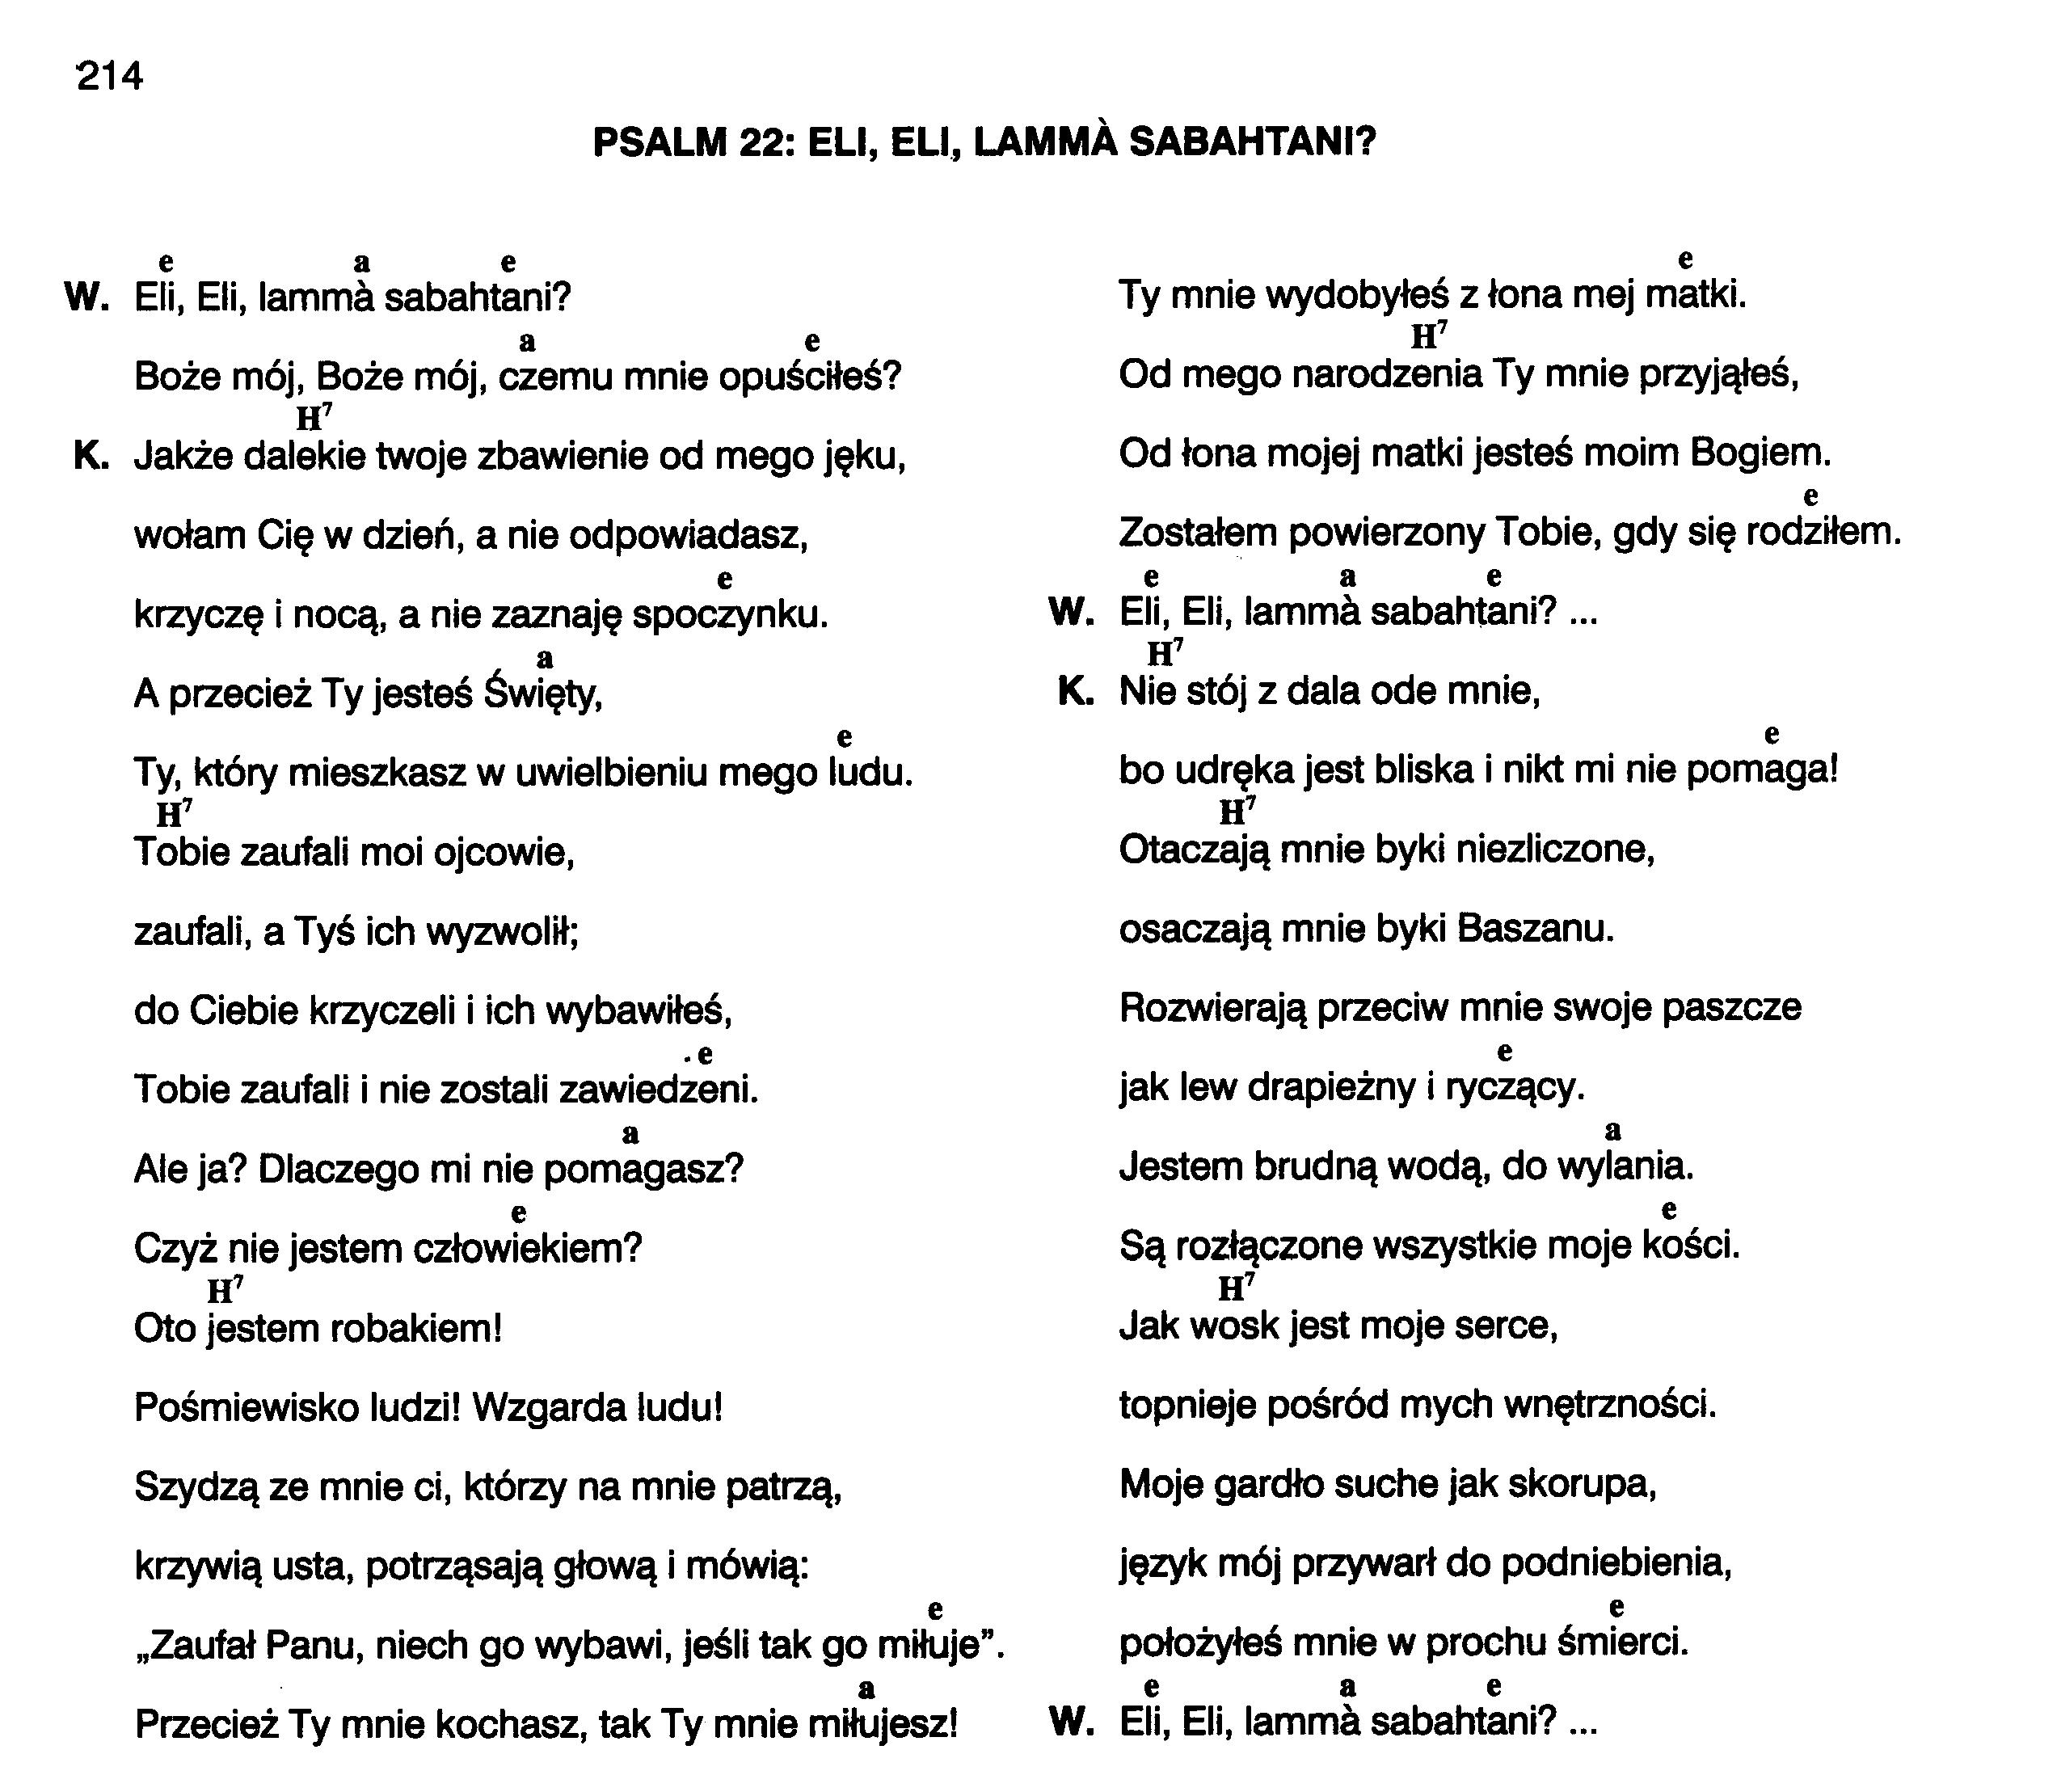 214
PSALM 22: ELI, ELI, LAMMÀ SABAHTANI?
e a e
W. Eli, Eli, lammà sabahtani?
a e
Boże mój, Boże mój, czemu mnie opuściłeś?
H⁷
K. Jakże dalekie twoje zbawienie od mego jęku,
wołam Cię w dzień, a nie odpowiadasz,
e
krzyczę i nocą, a nie zaznaję spoczynku.
a
A przecież Ty jesteś Święty,
e
Ty, który mieszkasz w uwielbieniu mego ludu.
H⁷
Tobie zaufali moi ojcowie,
zaufali, a Tyś ich wyzwolił;
do Ciebie krzyczeli i ich wybawiłeś,
e
Tobie zaufali i nie zostali zawiedzeni.
a
Ale ja? Dlaczego mi nie pomagasz?
e
Czyż nie jestem człowiekiem?
H⁷
Oto jestem robakiem!
Pośmiewisko ludzi! Wzgarda ludu!
Szydzą ze mnie ci, którzy na mnie patrzą,
krzywią usta, potrząsają głową i mówią:
e
„Zaufał Panu, niech go wybawi, jeśli tak go miłuje”.
a
Przecież Ty mnie kochasz, tak Ty mnie miłujesz!
e
Ty mnie wydobyłeś z łona mej matki.
H⁷
Od mego narodzenia Ty mnie przyjąłeś,
Od łona mojej matki jesteś moim Bogiem.
e
Zostałem powierzony Tobie, gdy się rodziłem.
e a e
W. Eli, Eli, lammà sabahtani? ...
H⁷
K. Nie stój z dala ode mnie,
e
bo udręka jest bliska i nikt mi nie pomaga!
H⁷
Otaczają mnie byki niezliczone,
osaczają mnie byki Baszanu.
Rozwierają przeciw mnie swoje paszcze
e
jak lew drapieżny i ryczący.
a
Jestem brudną wodą, do wylania.
e
Są rozłączone wszystkie moje kości.
H⁷
Jak wosk jest moje serce,
topnieje pośród mych wnętrzności.
Moje gardło suche jak skorupa,
język mój przywarł do podniebienia,
e
położyłeś mnie w prochu śmierci.
e a e
W. Eli, Eli, lammà sabahtani? ...